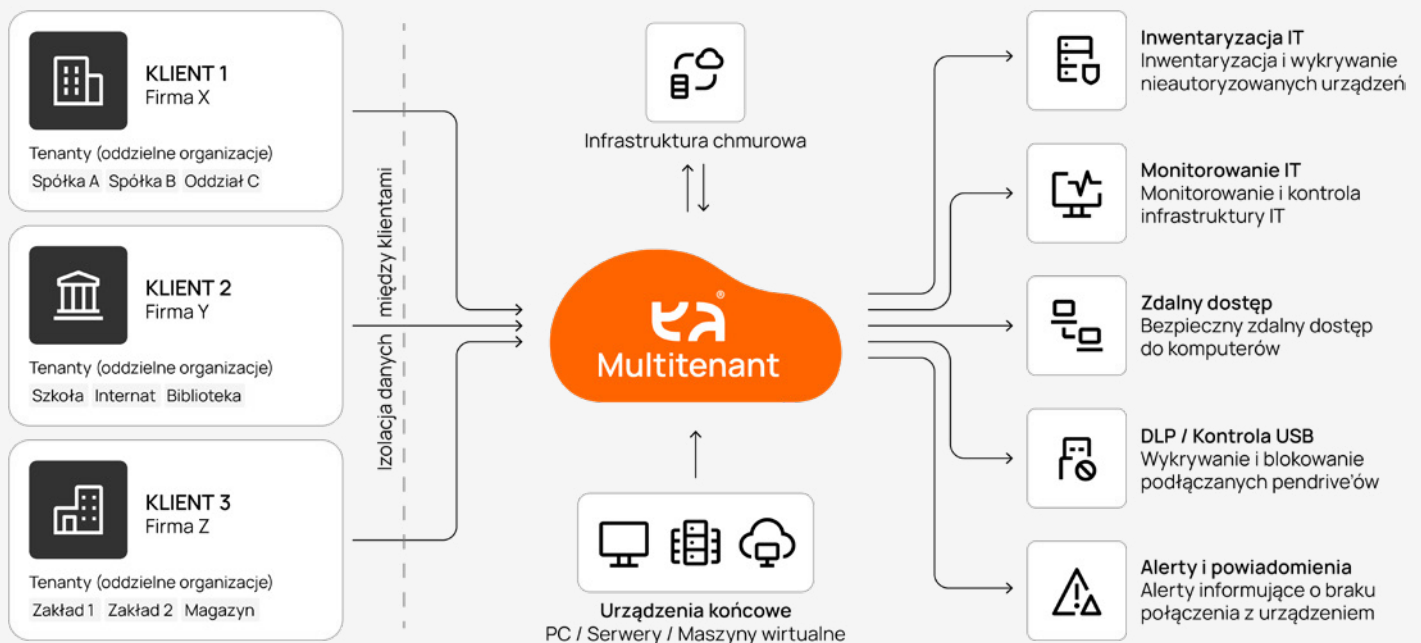 KLIENT 1
Firma X
Tenanty (oddzielne organizacje)
Spółka A Spółka B Oddział C
KLIENT 2
Firma Y
Tenanty (oddzielne organizacje)
Szkoła Internat Biblioteka
KLIENT 3
Firma Z
Tenanty (oddzielne organizacje)
Zakład 1 Zakład 2 Magazyn
Izolacja danych między klientami
Infrastruktura chmurowa
®
Multitenant
Urządzenia końcowe
PC / Serwery / Maszyny wirtualne
Inwentaryzacja IT
Inwentaryzacja i wykrywanie
nieautoryzowanych urządzeń
Monitorowanie IT
Monitorowanie i kontrola
infrastruktury IT
Zdalny dostęp
Bezpieczny zdalny dostęp
do komputerów
DLP / Kontrola USB
Wykrywanie i blokowanie
podłączanych pendrive'ów
Alerty i powiadomienia
Alerty informujące o braku
połączenia z urządzeniem